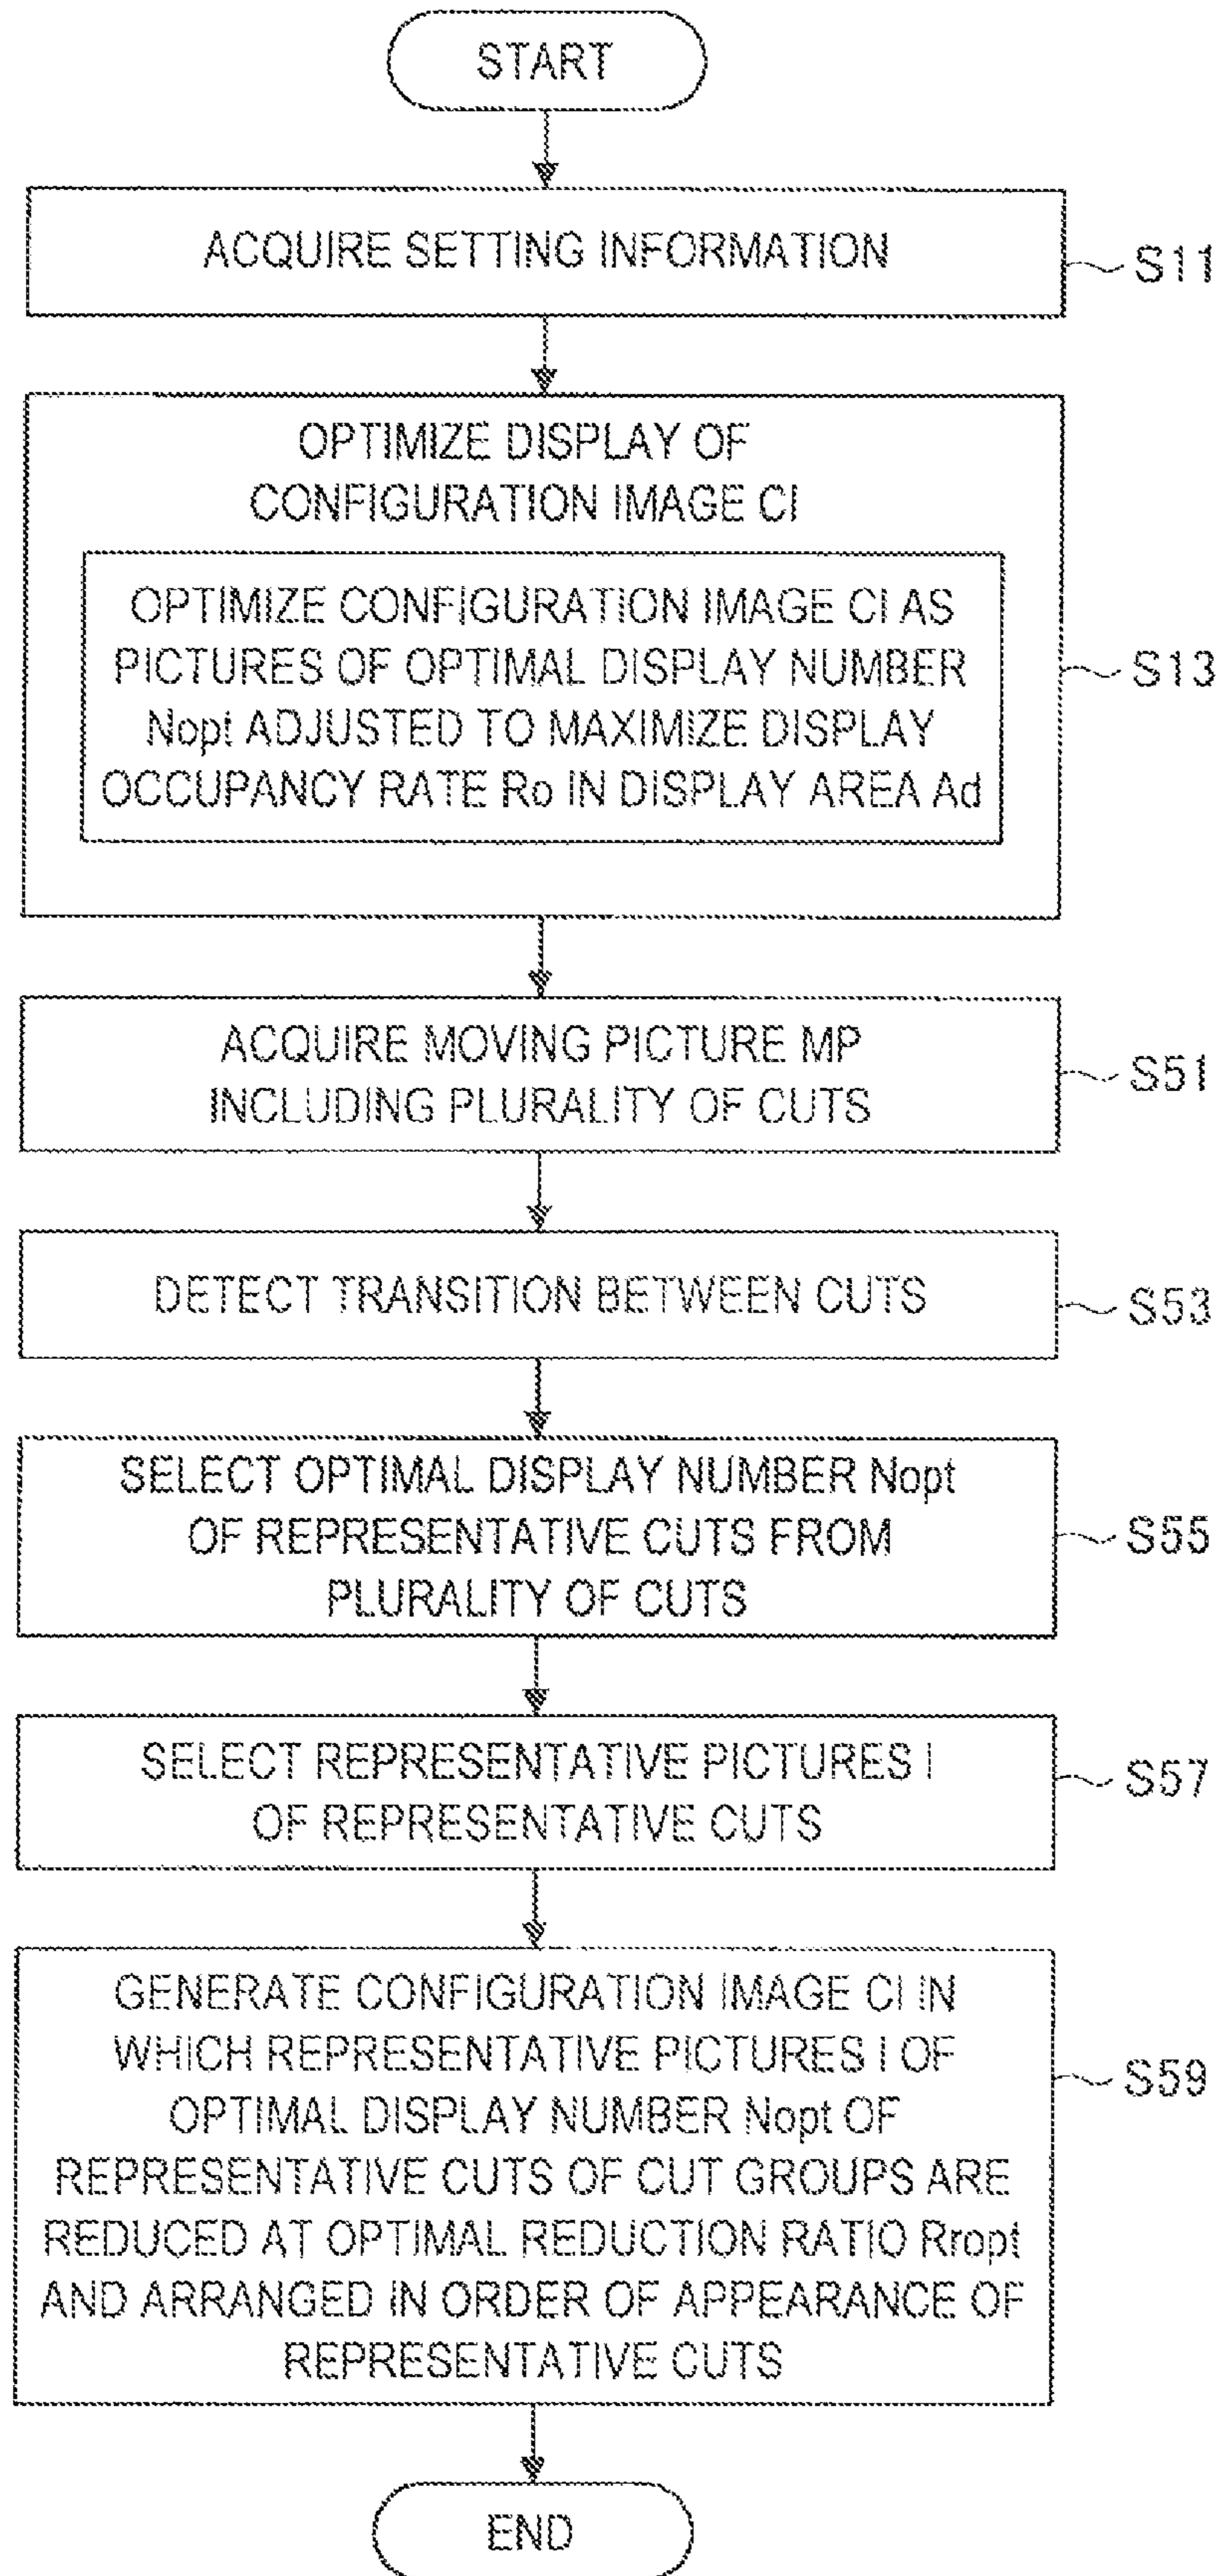 START
ACQUIRE SETTING INFORMATION
S11
OPTIMIZE DISPLAY OF
CONFIGURATION IMAGE CI
OPTIMIZE CONFIGURATION IMAGE CI AS
PICTURES OF OPTIMAL DISPLAY NUMBER
Nopt ADJUSTED TO MAXIMIZE DISPLAY
OCCUPANCY RATE Ro IN DISPLAY AREA Ad
S13
ACQUIRE MOVING PICTURE MP
INCLUDING PLURALITY OF CUTS
S51
DETECT TRANSITION BETWEEN CUTS
S53
SELECT OPTIMAL DISPLAY NUMBER Nopt
OF REPRESENTATIVE CUTS FROM
PLURALITY OF CUTS
S55
SELECT REPRESENTATIVE PICTURES I
OF REPRESENTATIVE CUTS
S57
GENERATE CONFIGURATION IMAGE CI IN
WHICH REPRESENTATIVE PICTURES I OF
OPTIMAL DISPLAY NUMBER Nopt OF
REPRESENTATIVE CUTS OF CUT GROUPS ARE
REDUCED AT OPTIMAL REDUCTION RATIO Rropt
AND ARRANGED IN ORDER OF APPEARANCE OF
REPRESENTATIVE CUTS
S59
END